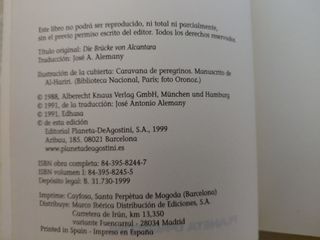 Este libro no podrá ser reproducido, ni total ni parcialmente,
sin el previo permiso escrito del editor. Todos los derechos reservados.
Título original: Die Brücke von Alcantara
Traducción: José A. Alemany
Ilustración de la cubierta: Caravana de peregrinos. Manuscrito de
Al-Hariri. (Biblioteca Nacional, París; foto Oronoz.)
© 1988, Alberecht Knaus Verlag GmbH, München und Hamburg
© 1991, de la traducción: José Antonio Alemany
© 1991, Edhasa
© de esta edición
Editorial Planeta-DeAgostini, S.A., 1999
Aribau, 185. 08021 Barcelona
www.planetadeagostini.es
ISBN obra completa: 84-395-8244-7
ISBN volumen I: 84-395-8245-5
Depósito legal: B. 31.730-1999
Imprime: Cayfosa, Santa Perpètua de Mogoda (Barcelona)
Distribuye: Marco Ibérica Distribución de Ediciones, S.A.
Carretera de Irún, km 13,350
variante Fuencarral - 28034 Madrid
Printed in Spain - Impreso en España